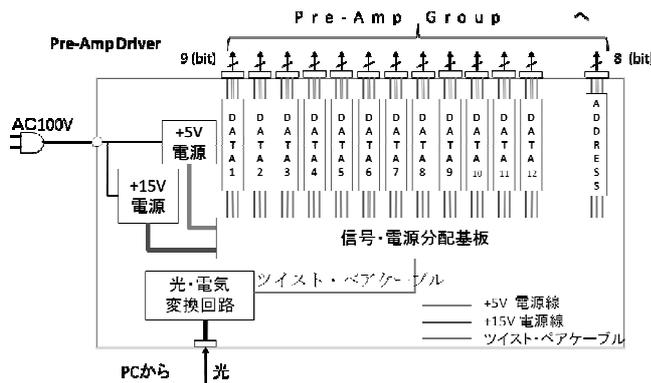 Pre-Amp Group へ
Pre-Amp Driver
9 (bit)
8 (bit)
AC100V
+5V
電源
+15V
電源
DATA1
DATA2
DATA3
DATA4
DATA5
DATA6
DATA7
DATA8
DATA9
DATA10
DATA11
DATA12
ADDRESS
信号・電源分配基板
光・電気
変換回路
ツイスト・ペアケーブル
+5V 電源線
+15V 電源線
ツイスト・ペアケーブル
PCから 光